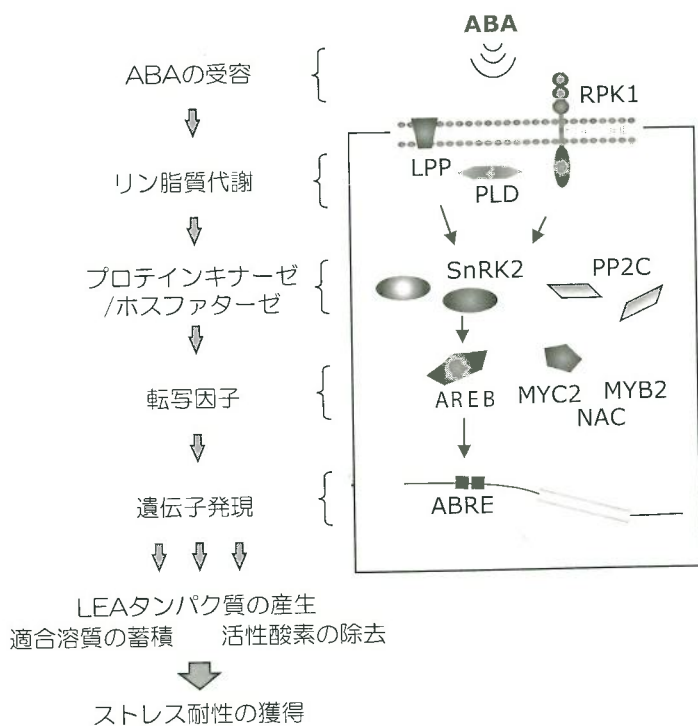 ABA
ABAの受容
RPK1
LPP
PLD
リン脂質代謝
プロテインキナーゼ
/ホスファターゼ
SnRK2
PP2C
転写因子
AREB
MYC2
MYB2
NAC
遺伝子発現
ABRE
LEAタンパク質の産生
適合溶質の蓄積 活性酸素の除去
ストレス耐性の獲得